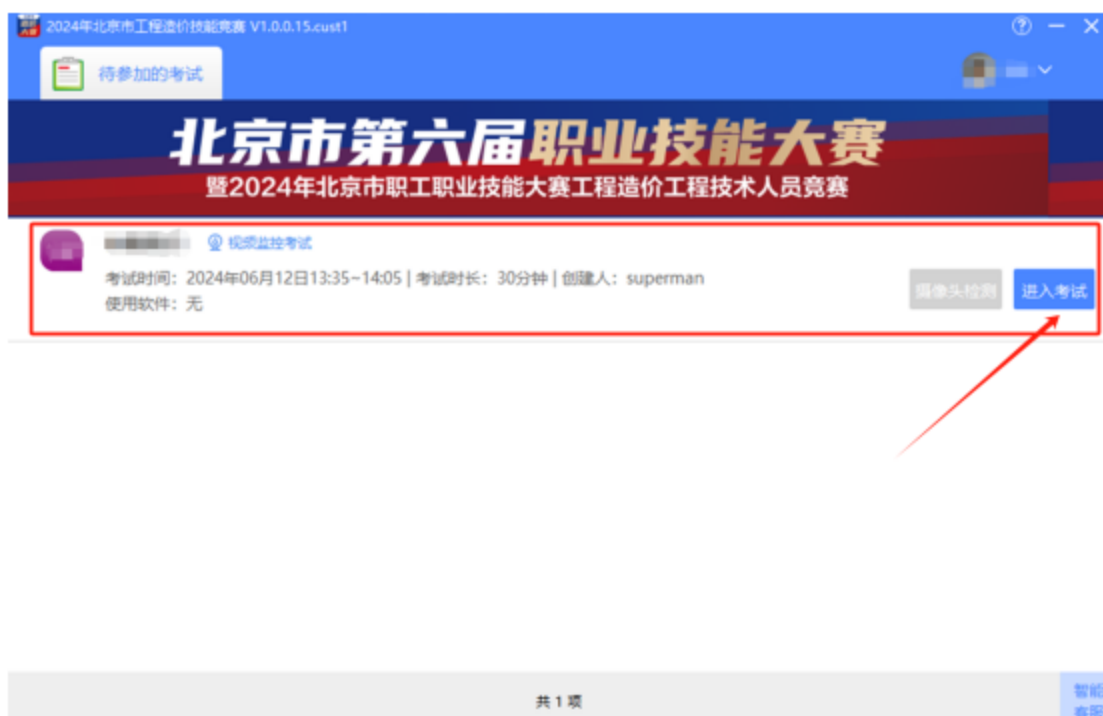 2024年北京市工程造价技能竞赛 V1.0.0.15.cust1
待参加的考试
北京市第六届职业技能大赛
暨2024年北京市职工职业技能大赛工程造价工程技术人员竞赛
视频监控考试
考试时间：2024年06月12日13:35~14:05 | 考试时长：30分钟 | 创建人：superman
使用软件：无
摄像头检测
进入考试
共 1 项
智能
客服